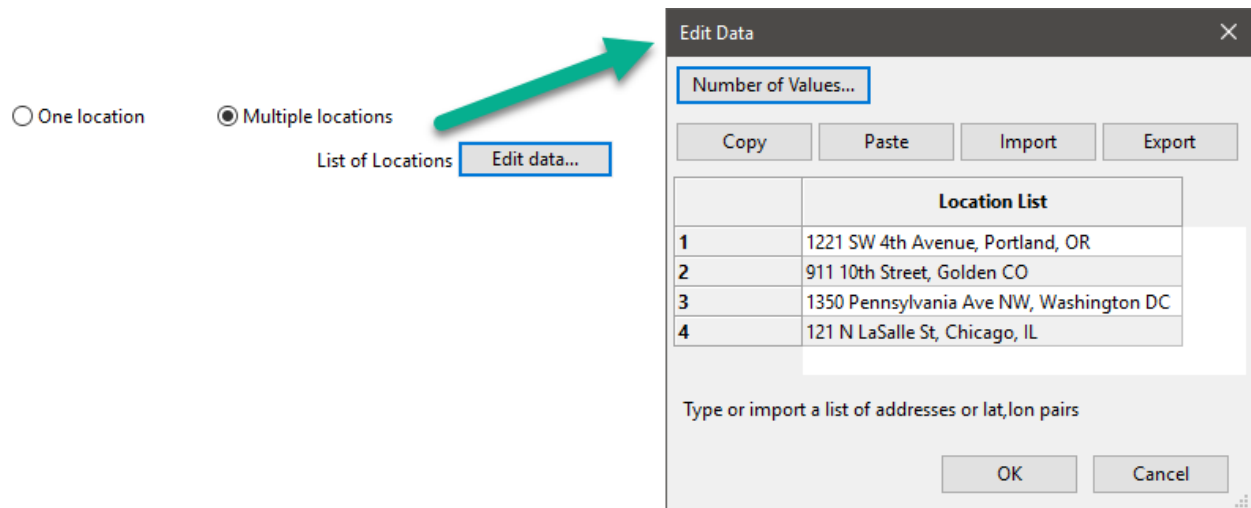 One location
Multiple locations
List of Locations
Edit data...
Edit Data
Number of Values...
Copy
Paste
Import
Export
Location List
1 1221 SW 4th Avenue, Portland, OR
2 911 10th Street, Golden CO
3 1350 Pennsylvania Ave NW, Washington DC
4 121 N LaSalle St, Chicago, IL
Type or import a list of addresses or lat,lon pairs
OK
Cancel